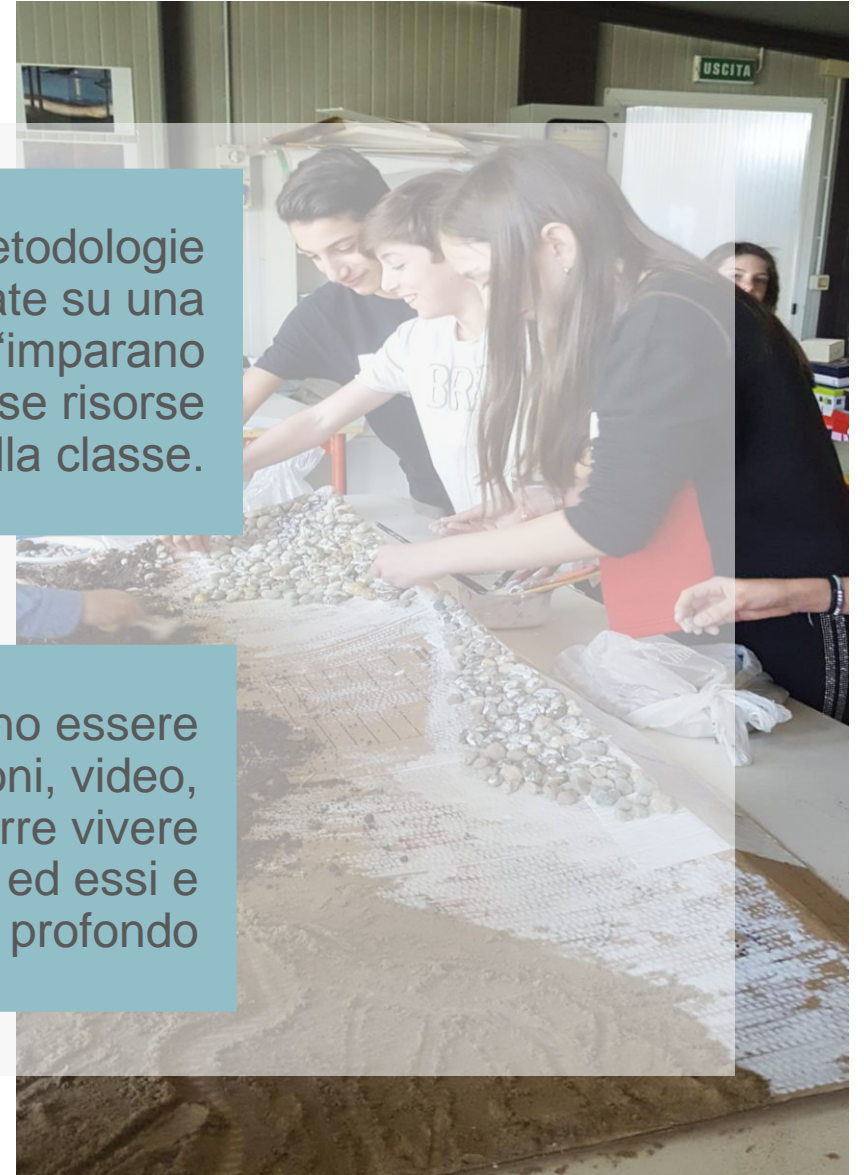 USCITA
etodologie
ate su una
“imparano
se risorse
lla classe.
no essere
oni, video,
rre vivere
ed essi e
profondo